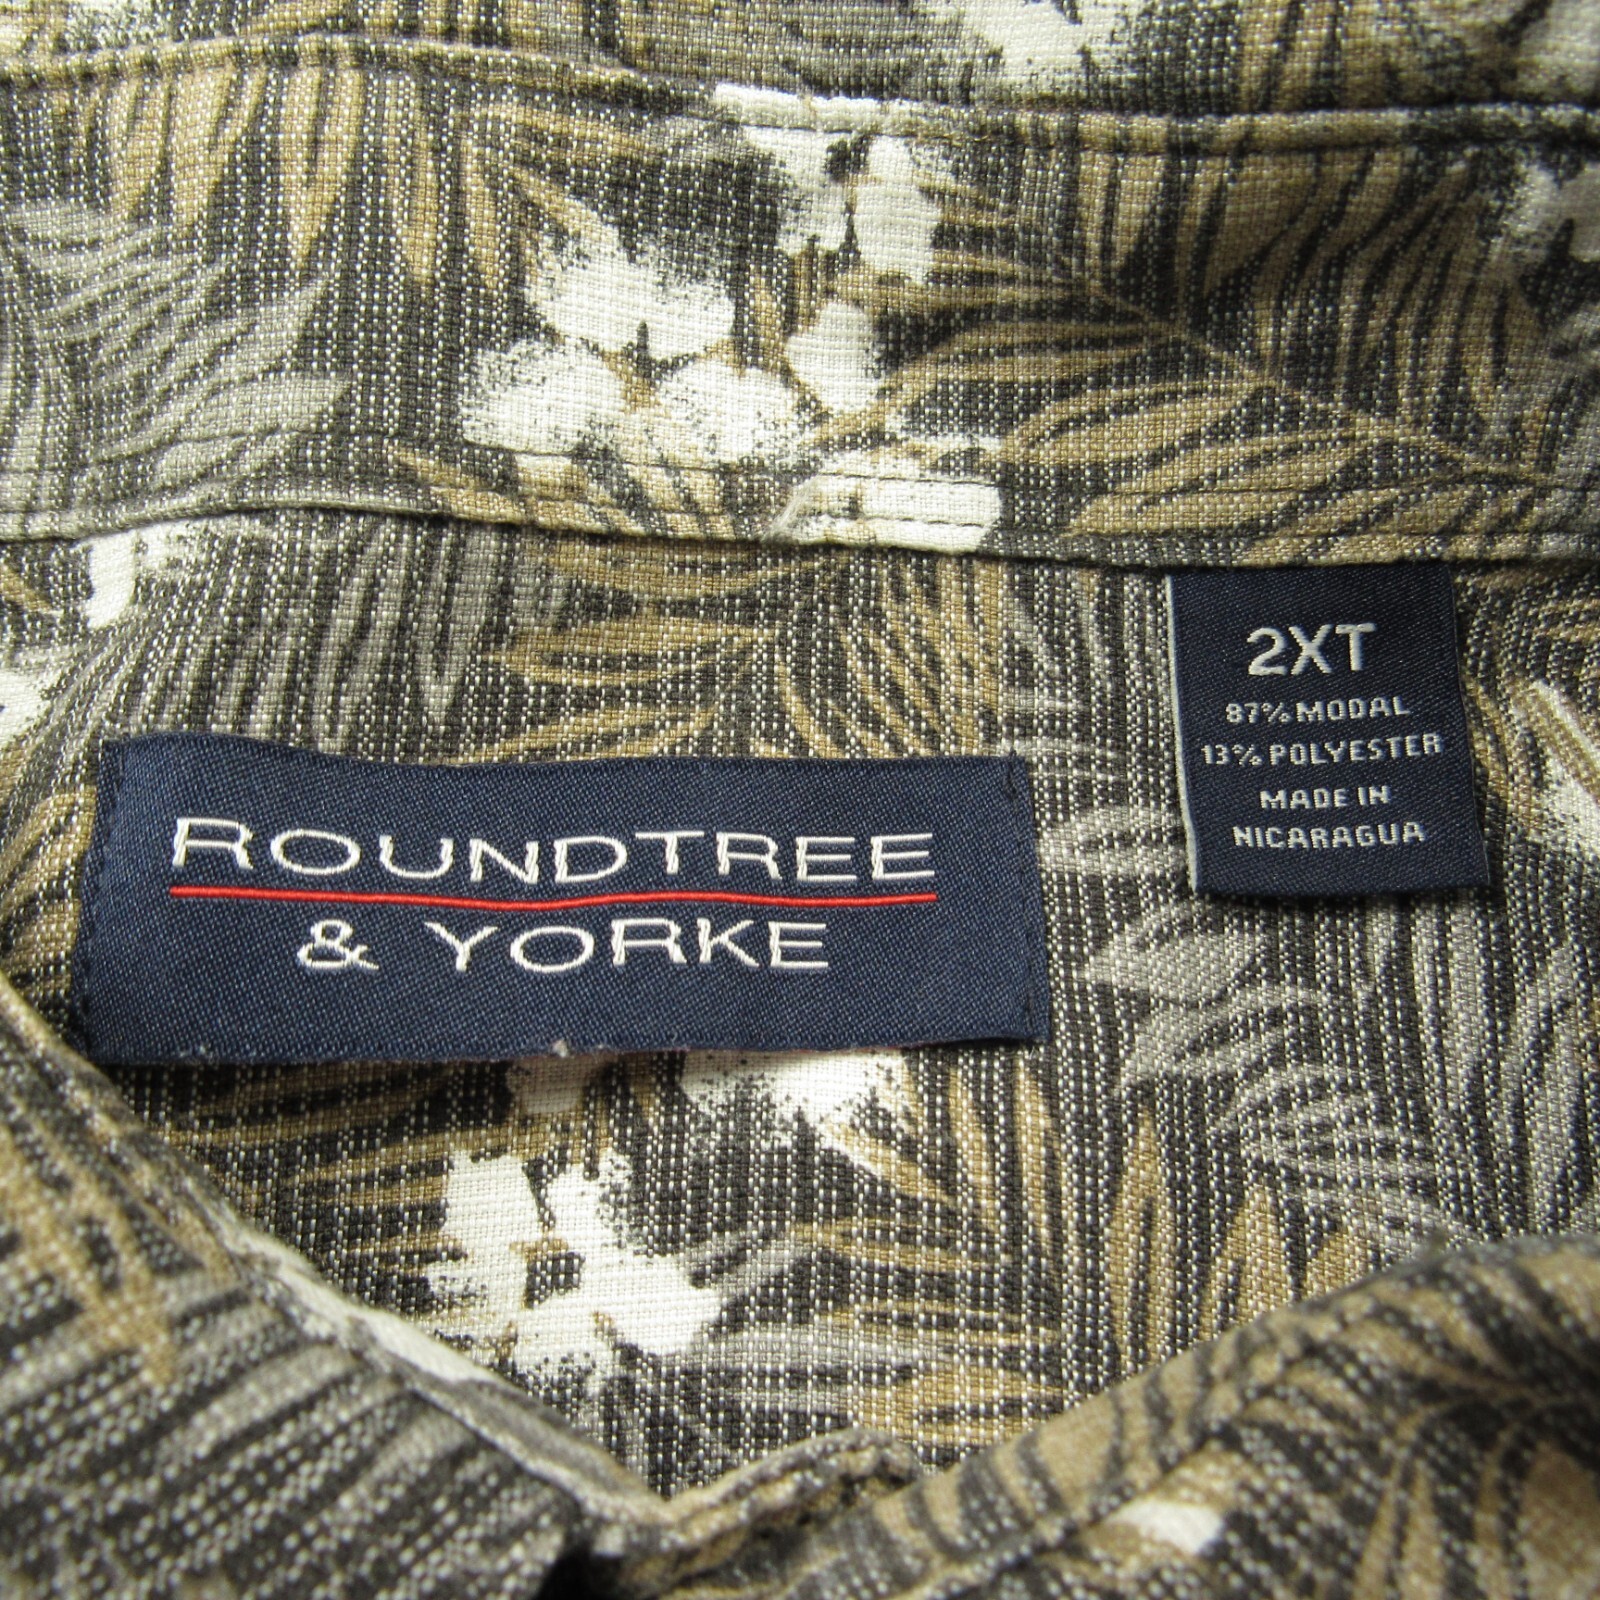 2XT
87% MODAL
13% POLYESTER
MADE IN
NICARAGUA
ROUNDTREE
& YORKE